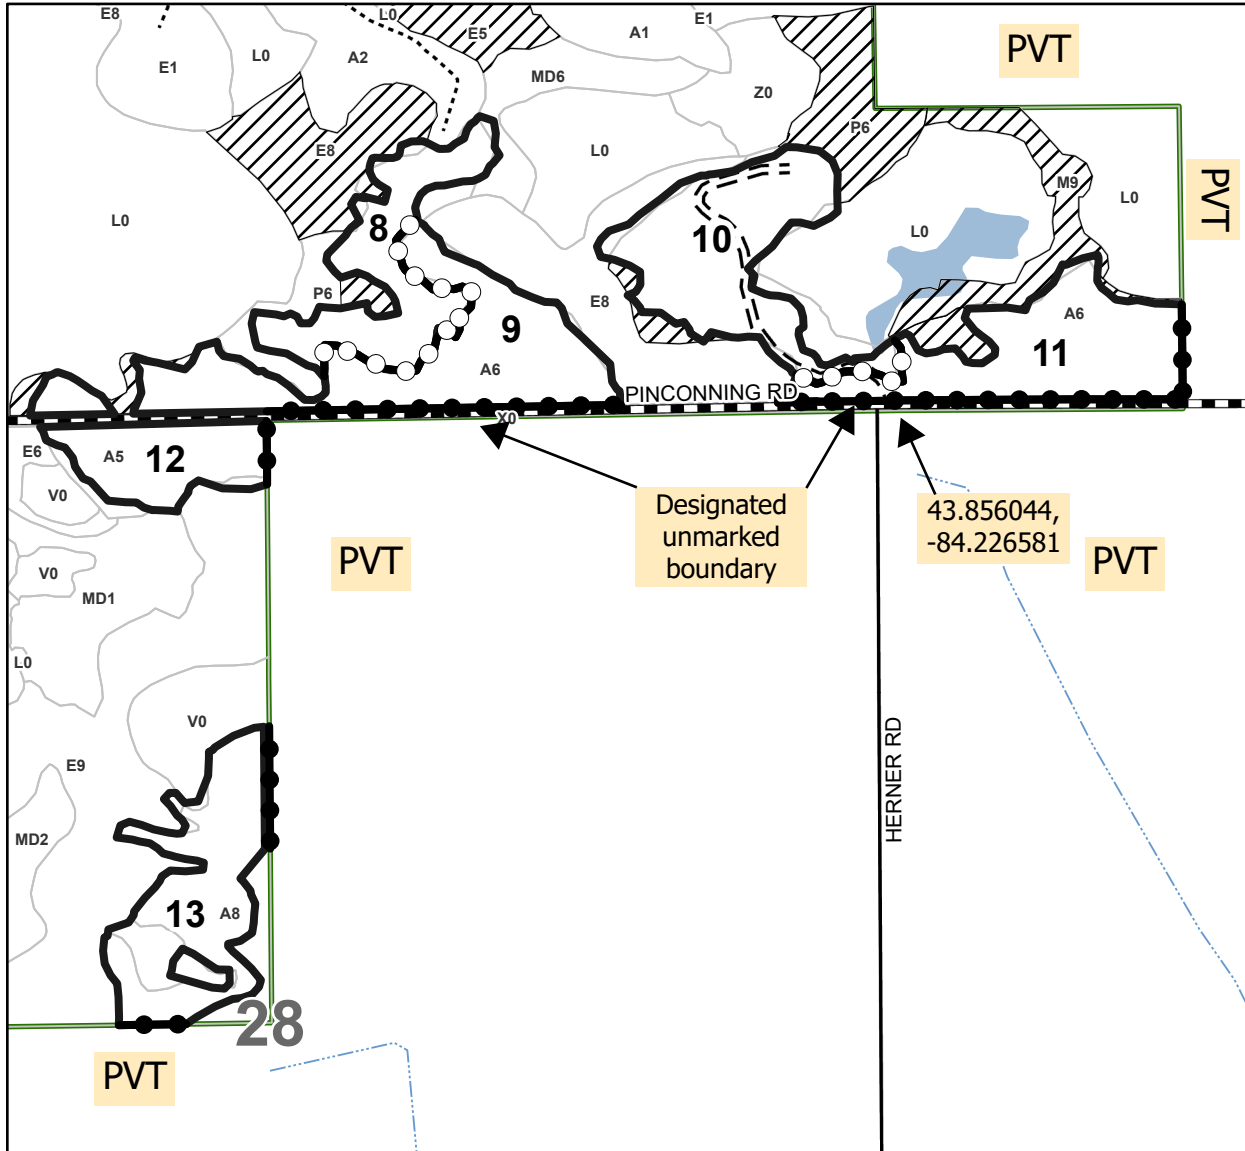 E8
L0
E1
E5
A1
E1
L0
A2
MD6
Z0
PVT
E8
L0
P6
M9
L0
PVT
L0
8
10
L0
P6
E8
9
A6
11
A6
PINCONNING RD
X0
E6
A5
12
V0
Designated
unmarked
boundary
43.856044,
-84.226581
PVT
PVT
V0
MD1
L0
V0
E9
HERNER RD
MD2
13
A8
28
PVT